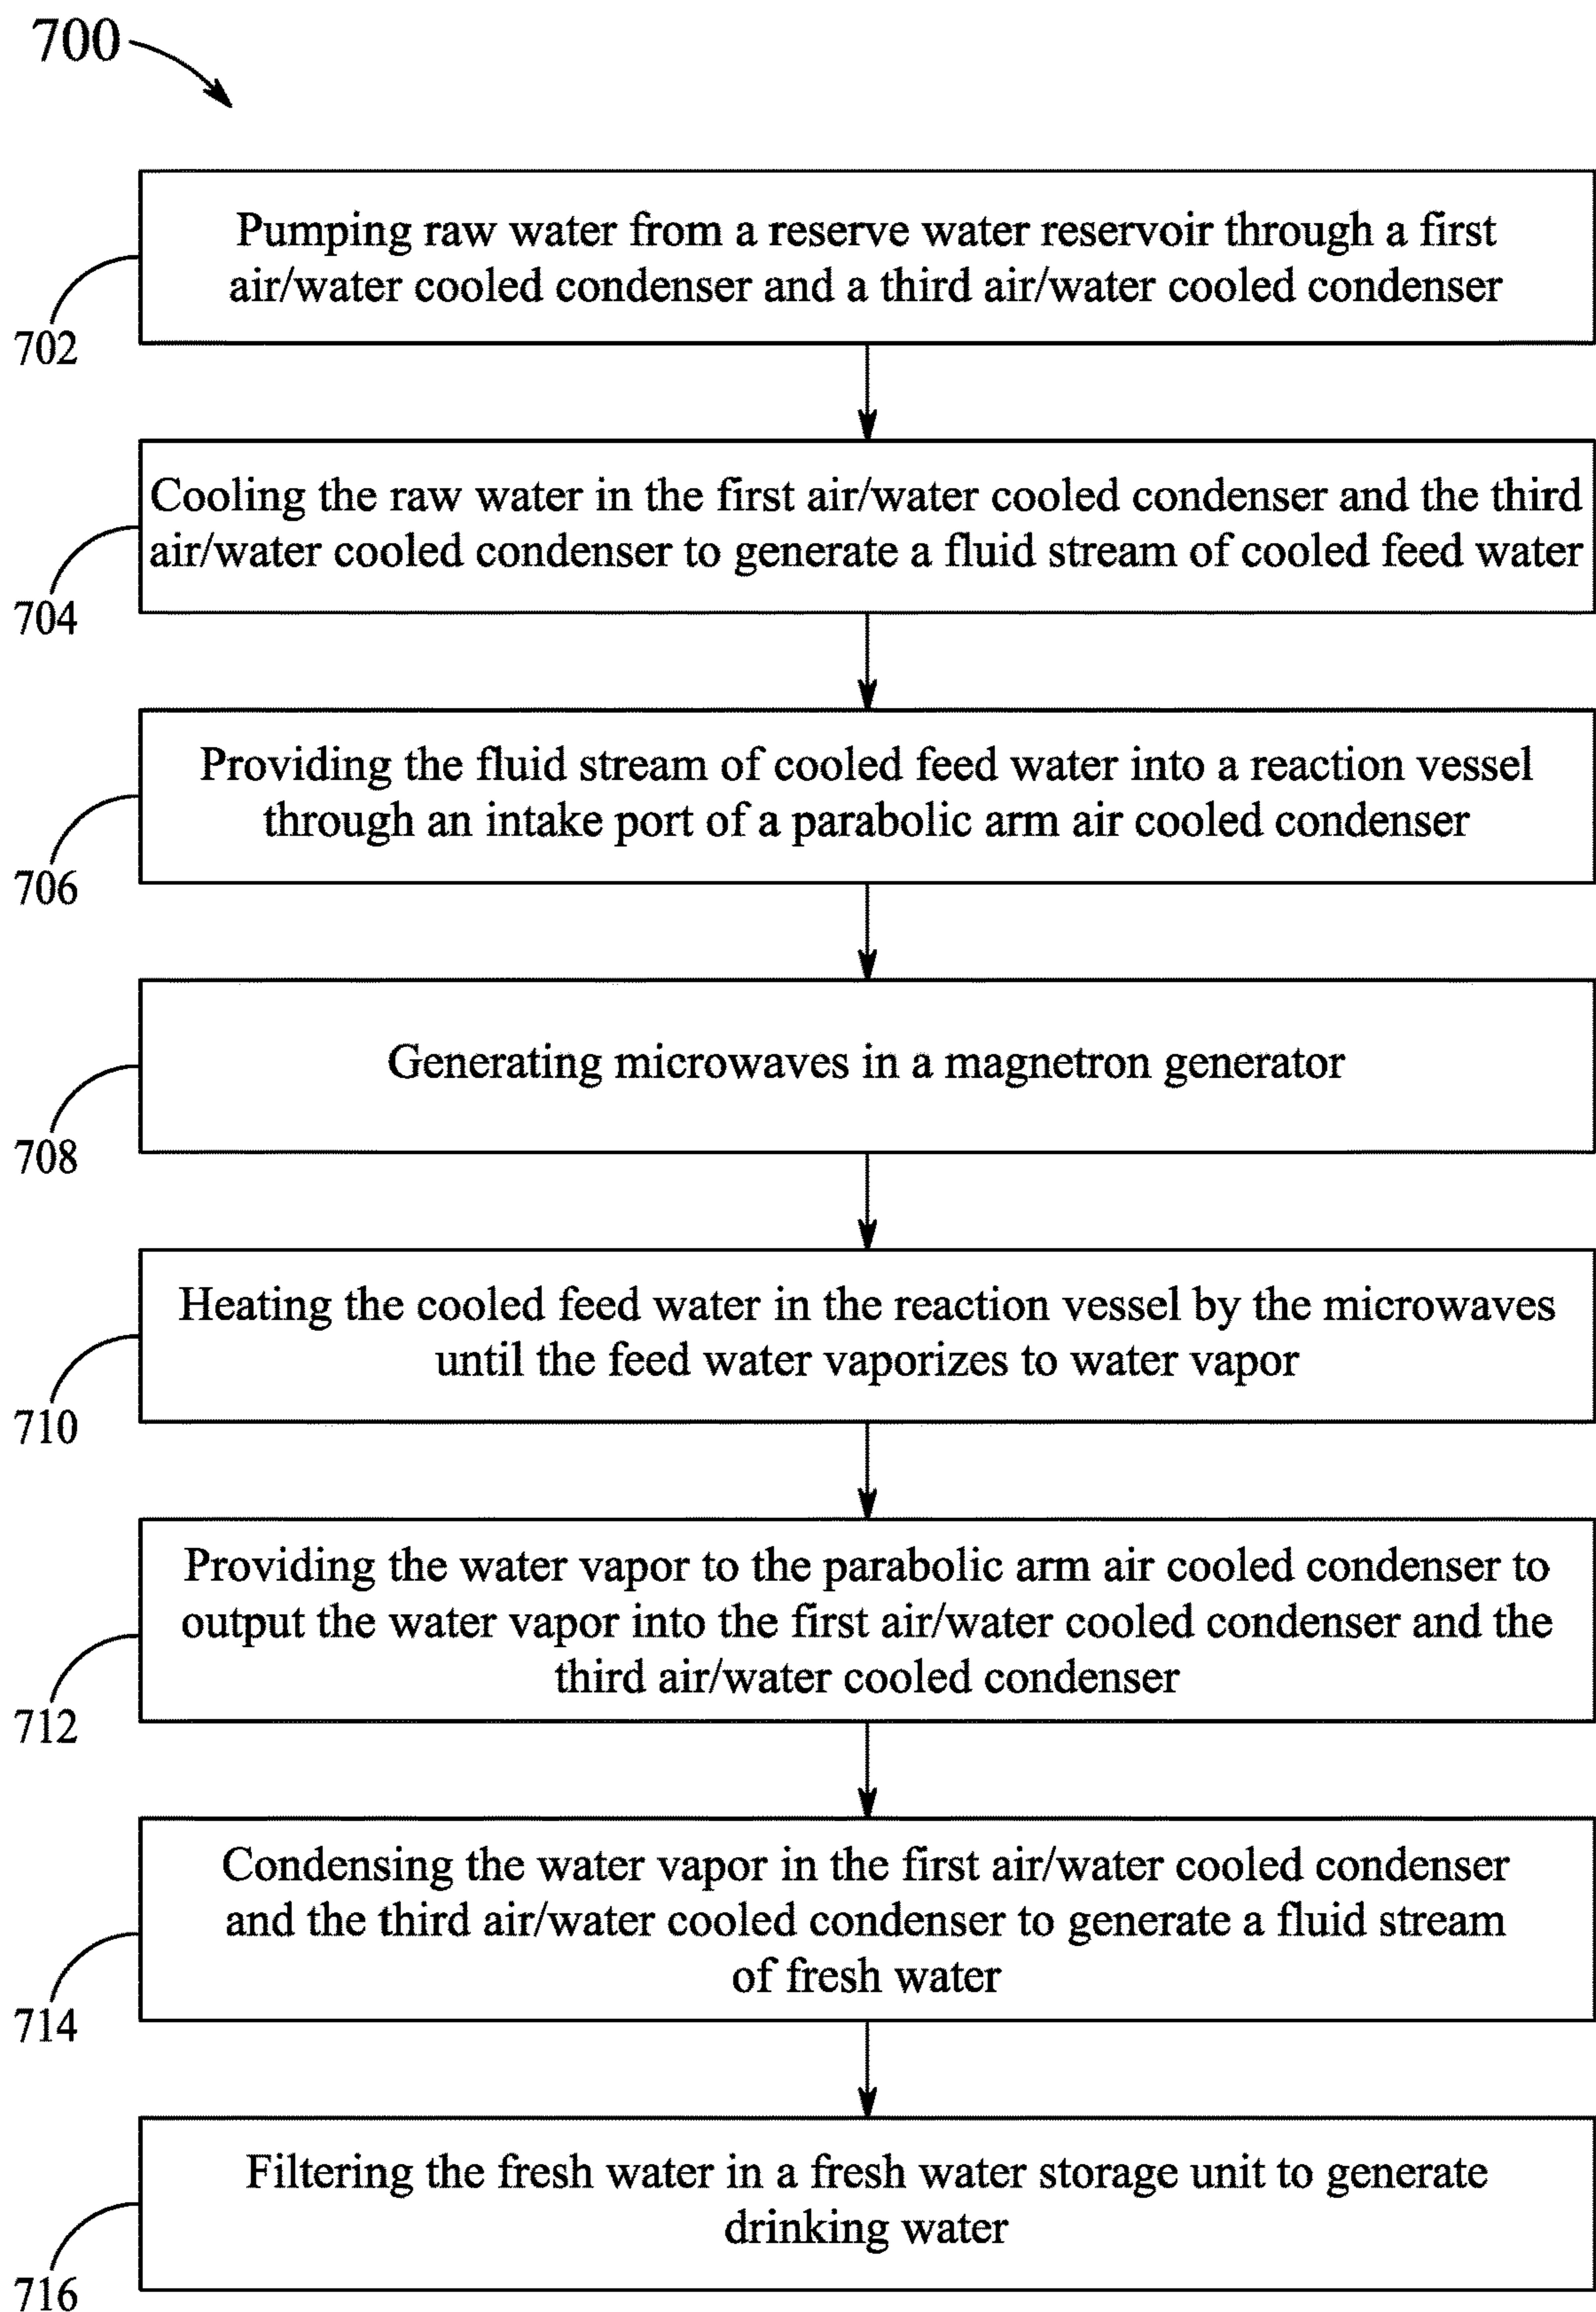 700
Pumping raw water from a reserve water reservoir through a first
air/water cooled condenser and a third air/water cooled condenser
702
Cooling the raw water in the first air/water cooled condenser and the third
air/water cooled condenser to generate a fluid stream of cooled feed water
704
Providing the fluid stream of cooled feed water into a reaction vessel
through an intake port of a parabolic arm air cooled condenser
706
Generating microwaves in a magnetron generator
708
Heating the cooled feed water in the reaction vessel by the microwaves
until the feed water vaporizes to water vapor
710
Providing the water vapor to the parabolic arm air cooled condenser to
output the water vapor into the first air/water cooled condenser and the
third air/water cooled condenser
712
Condensing the water vapor in the first air/water cooled condenser
and the third air/water cooled condenser to generate a fluid stream
of fresh water
714
Filtering the fresh water in a fresh water storage unit to generate
drinking water
716